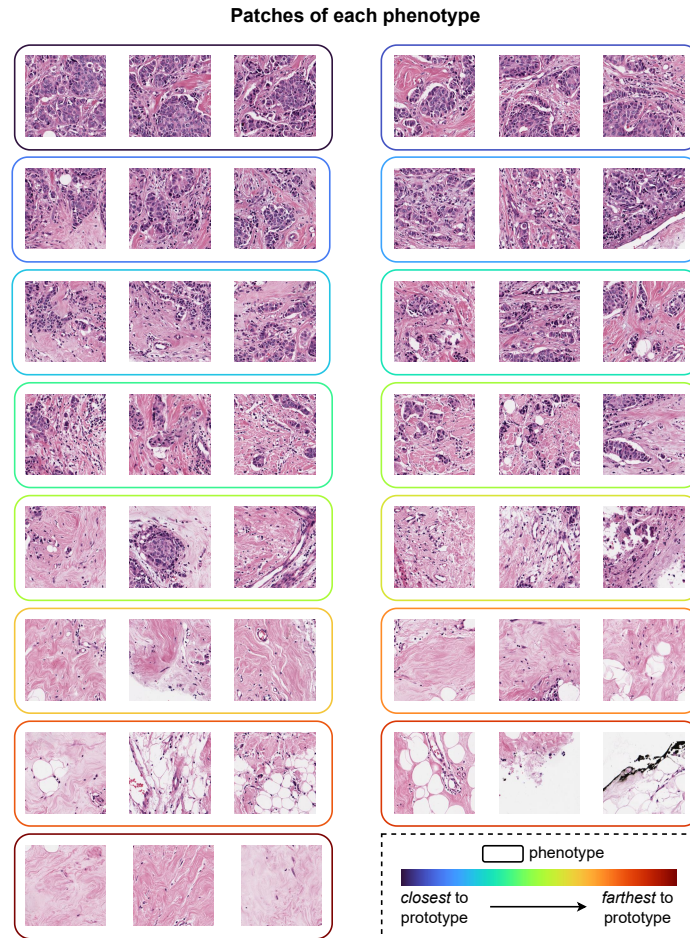 Patches of each phenotype
phenotype
closest to
prototype
farthest to
prototype